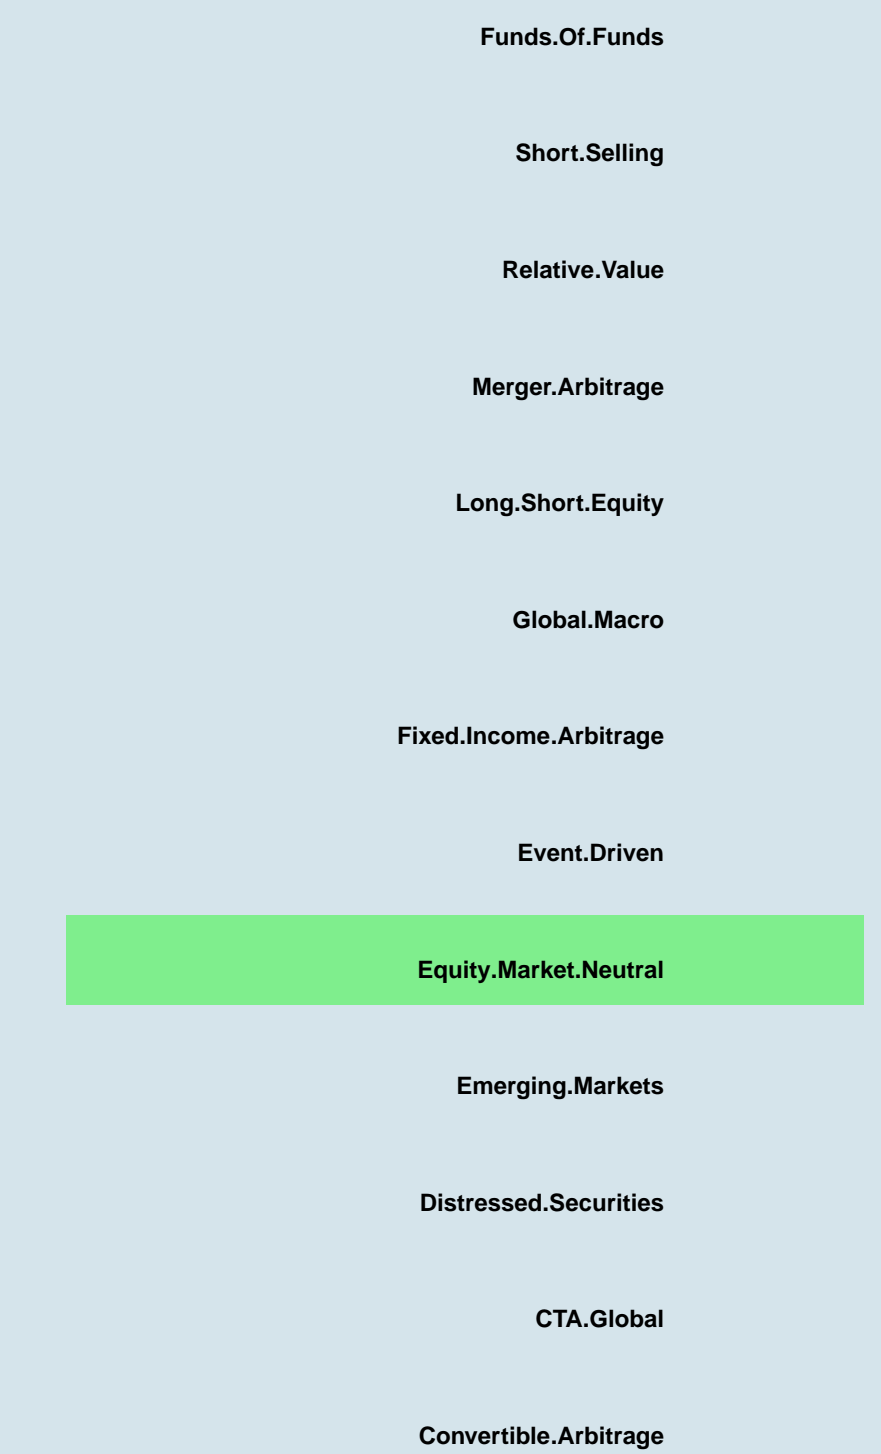 Funds.Of.Funds
Short.Selling
Relative.Value
Merger.Arbitrage
Long.Short.Equity
Global.Macro
Fixed.Income.Arbitrage
Event.Driven
Equity.Market.Neutral
Emerging.Markets
Distressed.Securities
CTA.Global
Convertible.Arbitrage